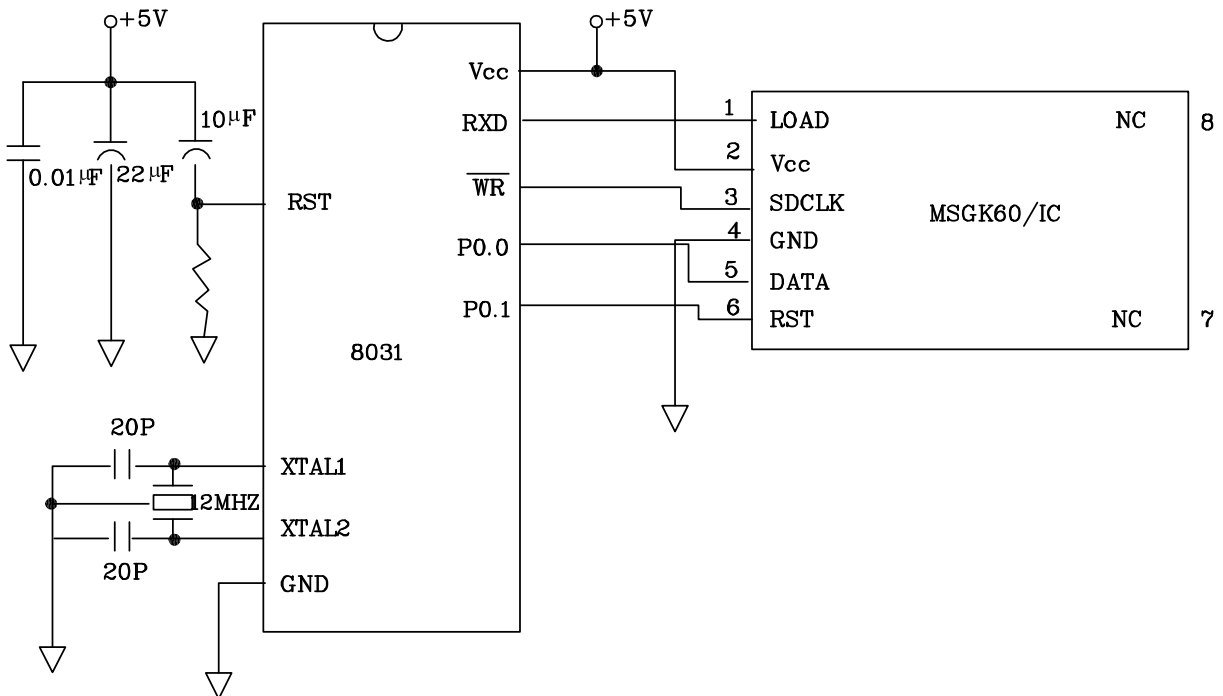 +5V
+5V
Vcc
10µF
1
LOAD
NC
8
RXD
2
Vcc
0.01µF
22µF
WR
3
SDCLK
RST
MSGK60/IC
4
GND
P0.0
5
DATA
P0.1
6
RST
NC
7
8031
20P
XTAL1
12MHZ
XTAL2
20P
GND